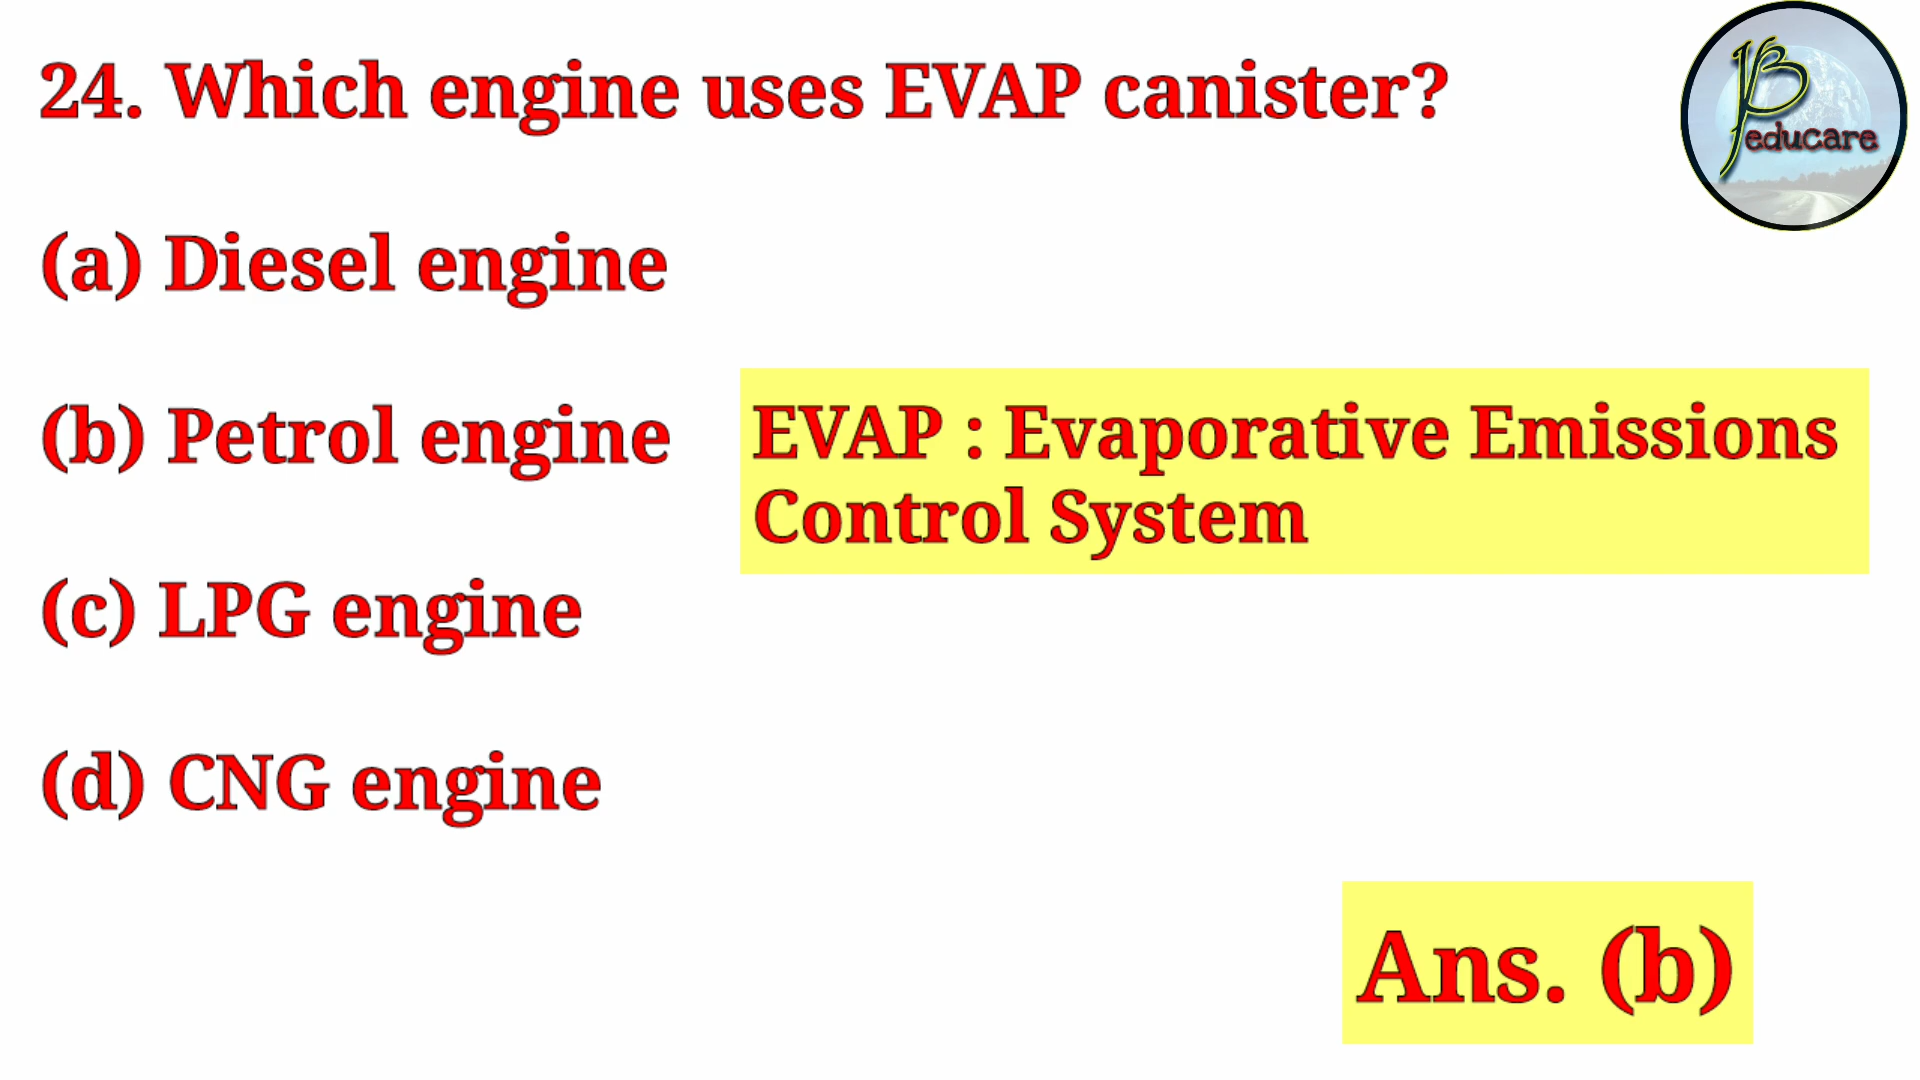 24. Which engine uses EVAP canister?
(a) Diesel engine
(b) Petrol engine
EVAP : Evaporative Emissions
Control System
(c) LPG engine
(d) CNG engine
Ans. (b)
educare